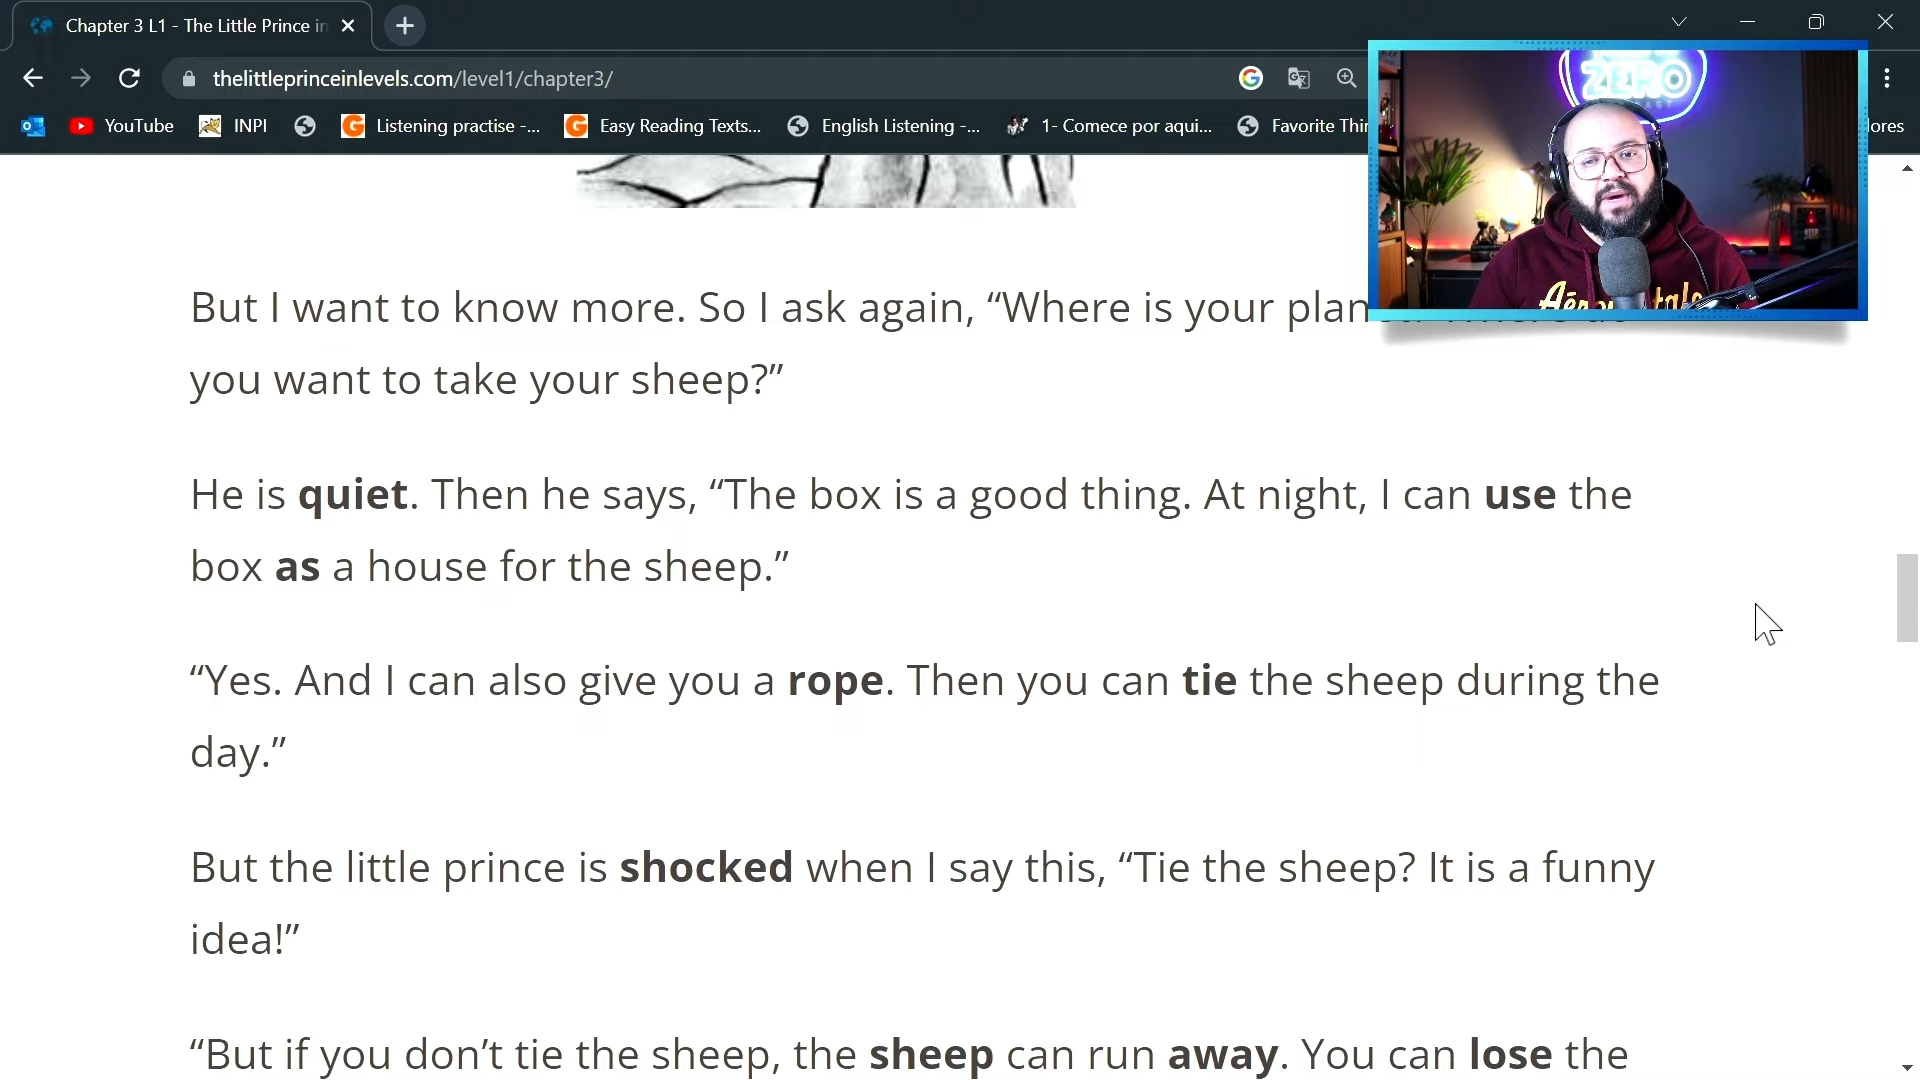 Chapter 3 L1 - The Little Prince in
thelittleprinceinlevels.com/level1/chapter3/
YouTube INPI Listening practise -... Easy Reading Texts... English Listening -... 1- Comece por aqui... Favorite Thi
ZERO
But I want to know more. So I ask again, “Where is your plan
you want to take your sheep?”
He is quiet. Then he says, “The box is a good thing. At night, I can use the
box as a house for the sheep.”
“Yes. And I can also give you a rope. Then you can tie the sheep during the
day.”
But the little prince is shocked when I say this, “Tie the sheep? It is a funny
idea!”
“But if you don’t tie the sheep, the sheep can run away. You can lose the